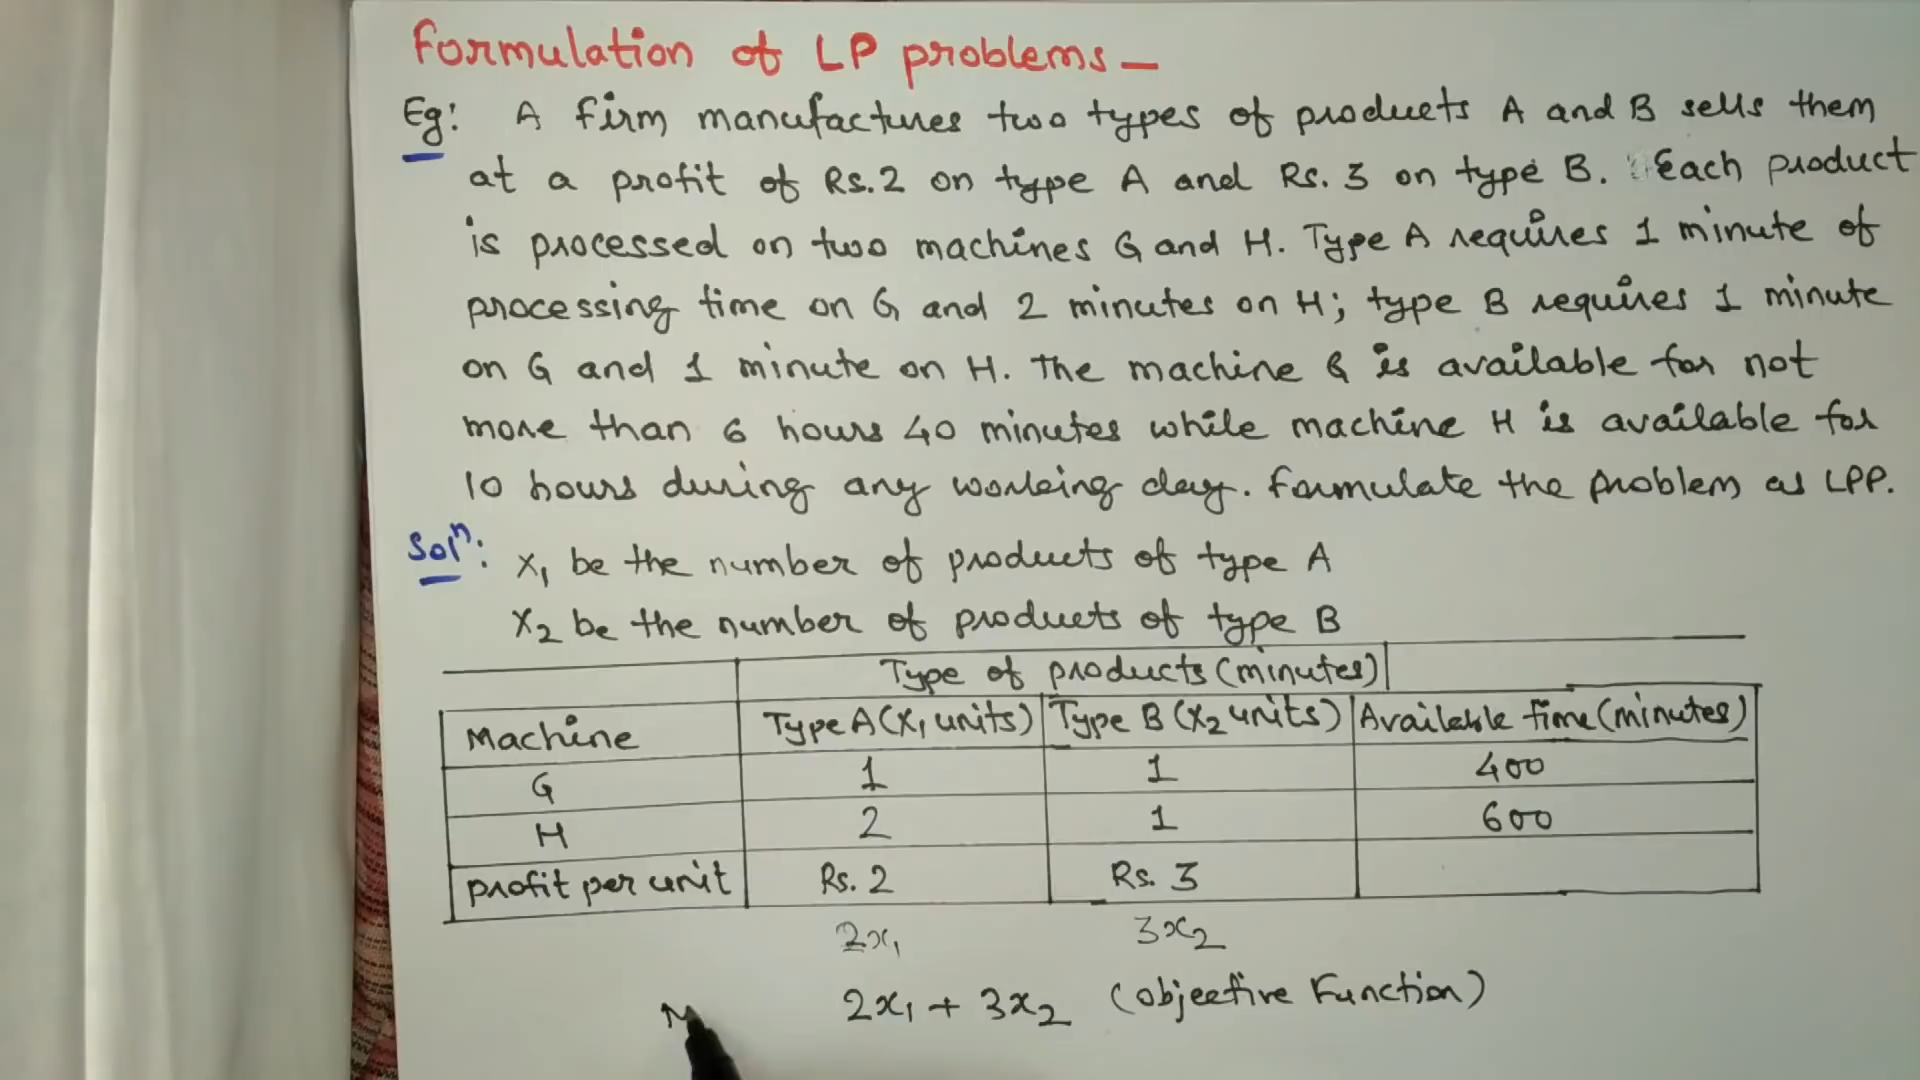 Formulation of LP problems –
Eg: A firm manufactures two types of products A and B sells them
at a profit of Rs.2 on type A and Rs. 3 on type B. Each product
is processed on two machines G and H. Type A requires 1 minute of
processing time on G and 2 minutes on H; type B requires 1 minute
on G and 1 minute on H. The machine G is available for not
more than 6 hours 40 minutes while machine H is available for
10 hours during any working day. Formulate the problem as LPP.
Solⁿ: X₁ be the number of products of type A
X₂ be the number of products of type B
Type of products (minutes)
Machine Type A (X₁ units) Type B (X₂ units) Available time (minutes)
G 1 1 400
H 2 1 600
profit per unit Rs. 2 Rs. 3
2x₁ 3x₂
2x₁ + 3x₂ (Objective Function)